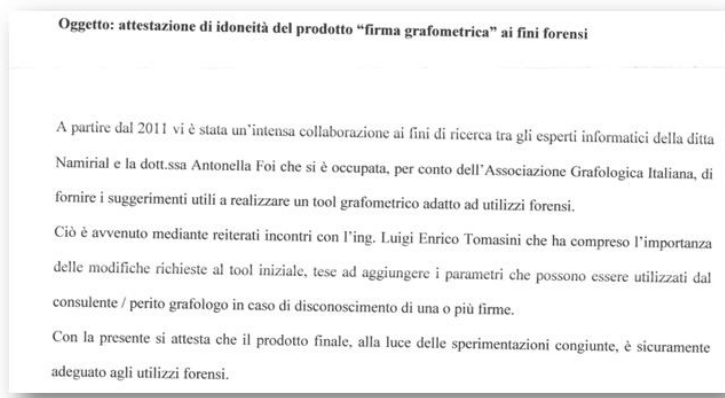 Oggetto: attestazione di idoneità del prodotto “firma grafometrica” ai fini forensi
A partire dal 2011 vi è stata un’intensa collaborazione ai fini di ricerca tra gli esperti informatici della ditta
Namirial e la dott.ssa Antonella Foi che si è occupata, per conto dell’Associazione Grafologica Italiana, di
fornire i suggerimenti utili a realizzare un tool grafometrico adatto ad utilizzi forensi.
Ciò è avvenuto mediante reiterati incontri con l’ing. Luigi Enrico Tomasini che ha compreso l’importanza
delle modifiche richieste al tool iniziale, tese ad aggiungere i parametri che possono essere utilizzati dal
consulente / perito grafologo in caso di disconoscimento di una o più firme.
Con la presente si attesta che il prodotto finale, alla luce delle sperimentazioni congiunte, è sicuramente
adeguato agli utilizzi forensi.